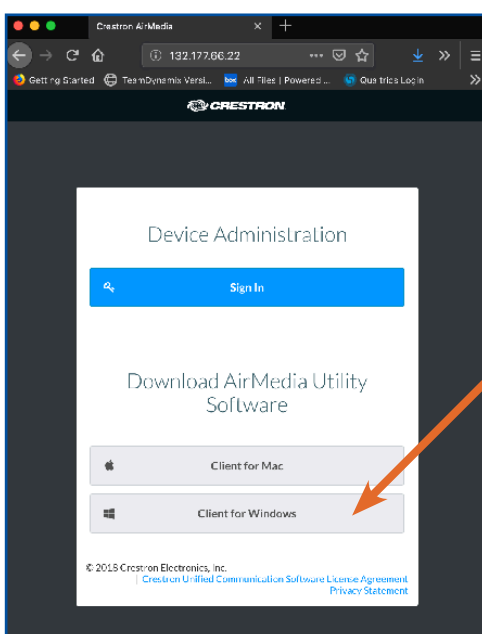 Crestron AirMedia
132.177.66.22
Getting Started TeamDynamix Versi... box All Files | Powered ... Qualtrics Login
CRESTRON
Device Administration
Sign In
Download AirMedia Utility
Software
Client for Mac
Client for Windows
© 2018 Crestron Electronics, Inc.
| Crestron Unified Communication Software License Agreement
Privacy Statement